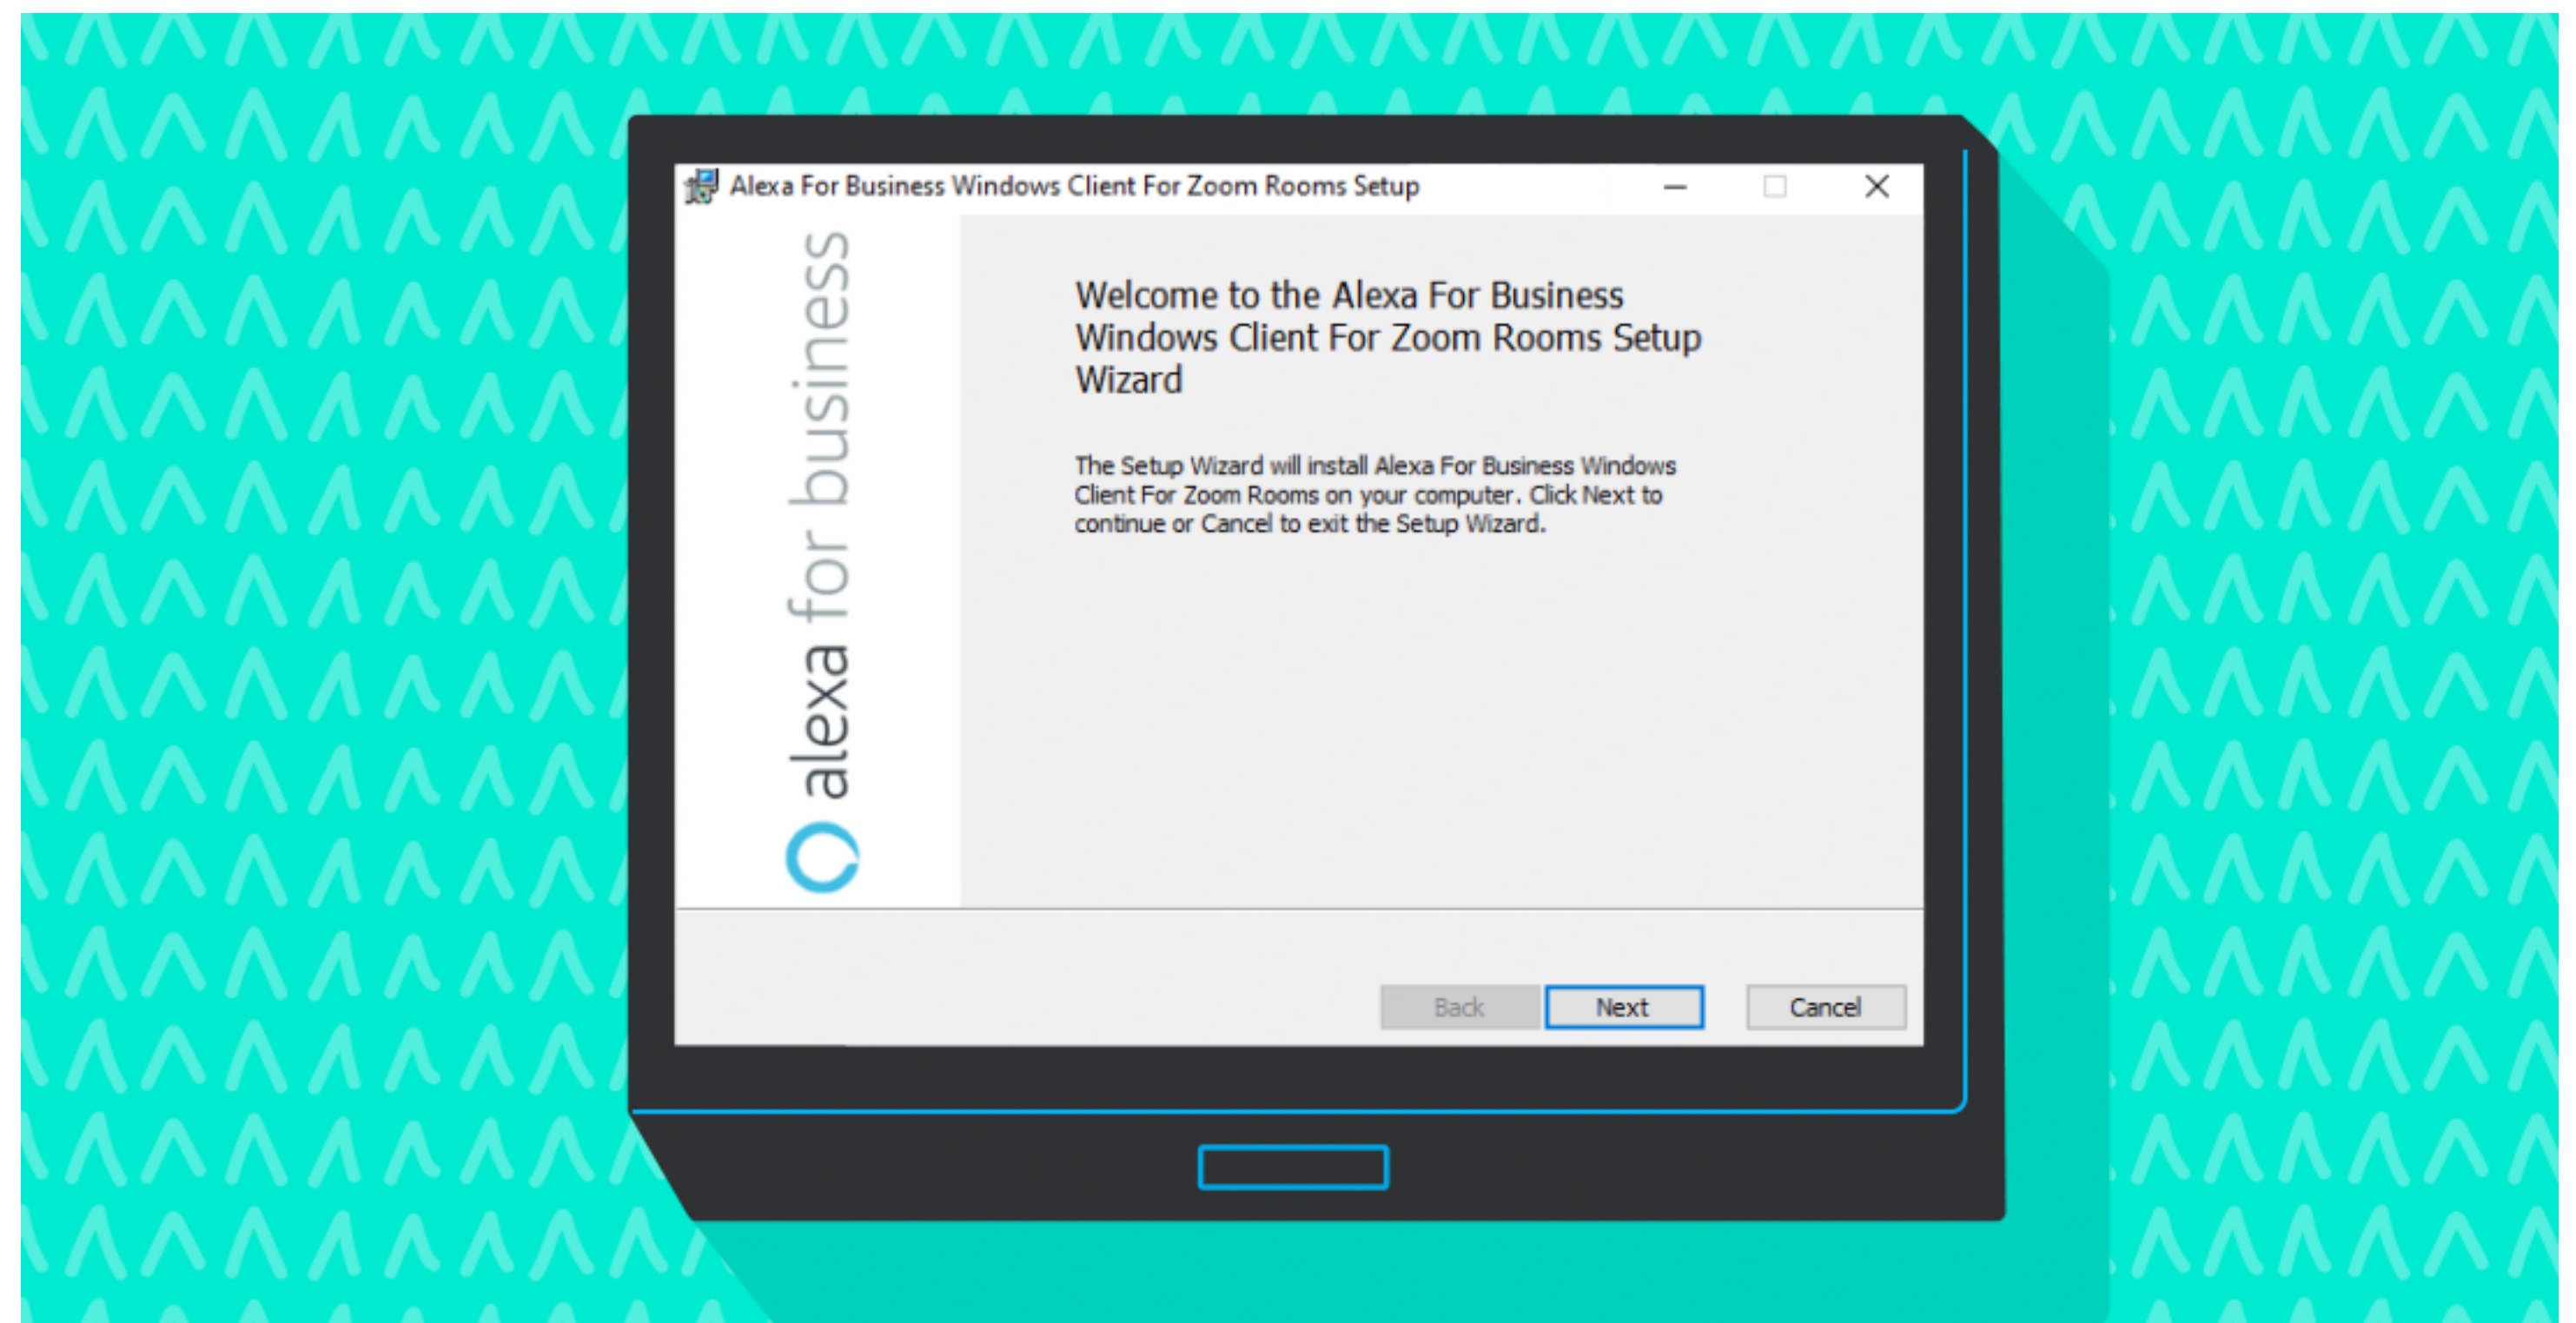 Alexa For Business Windows Client For Zoom Rooms Setup
alexa for business
Welcome to the Alexa For Business
Windows Client For Zoom Rooms Setup
Wizard
The Setup Wizard will install Alexa For Business Windows
Client For Zoom Rooms on your computer. Click Next to
continue or Cancel to exit the Setup Wizard.
Back
Next
Cancel